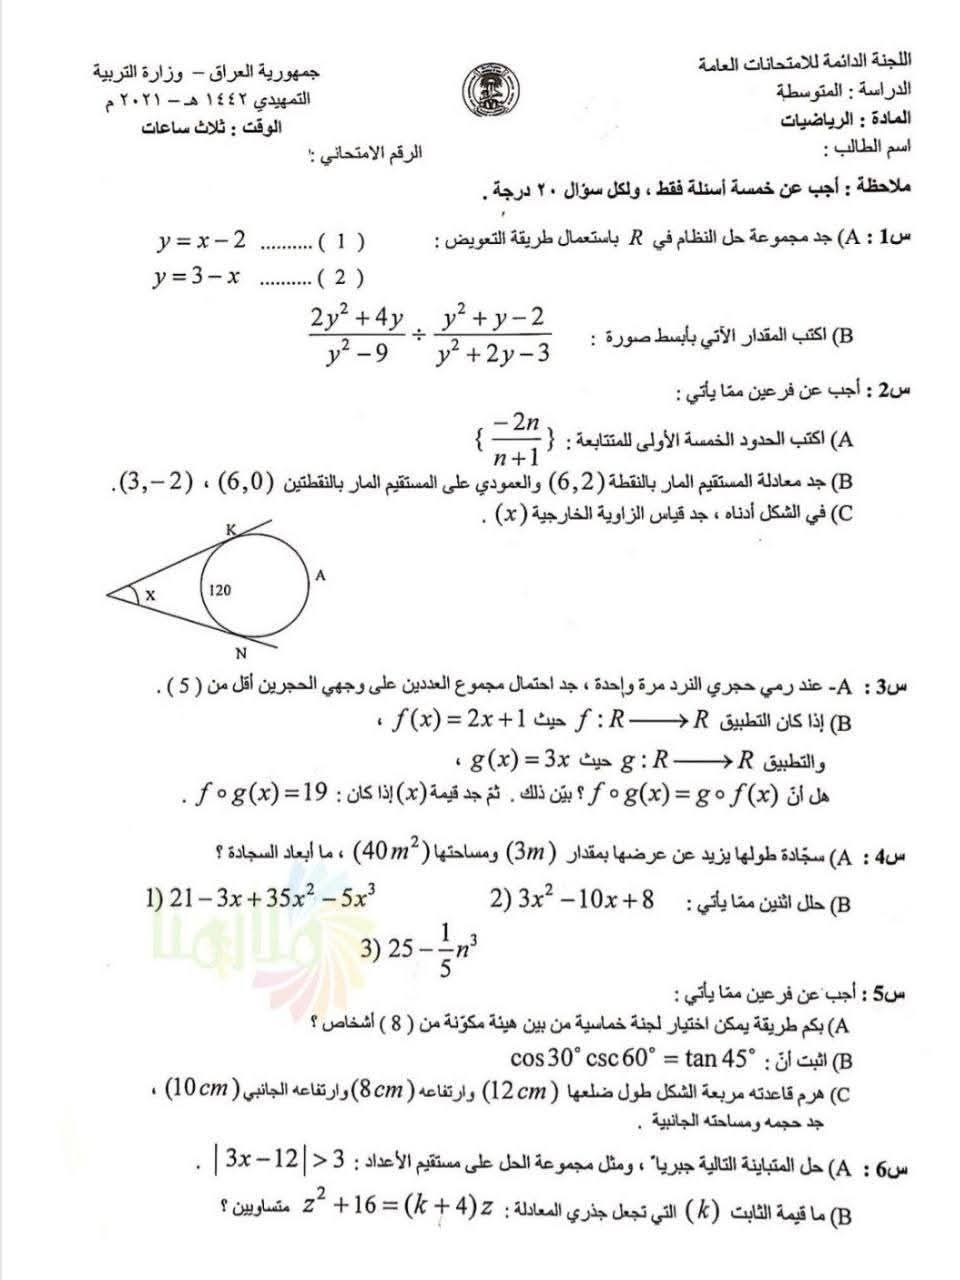 اللجنة الدائمة للامتحانات العامة
الدراسة : المتوسطة
المادة : الرياضيات
اسم الطالب :
جمهورية العراق – وزارة التربية
التمهيدي ١٤٤٢ هـ – ٢٠٢١ م
الوقت : ثلاث ساعات
الرقم الامتحاني :
ملاحظة : أجب عن خمسة أسئلة فقط ، ولكل سؤال ٢٠ درجة .
س1 : A) جد مجموعة حل النظام في R باستعمال طريقة التعويض : y = x − 2 ..........( 1 )
y = 3 − x ..........( 2 )
B) اكتب المقدار الآتي بأبسط صورة : (2y² + 4y)/(y² − 9) ÷ (y² + y − 2)/(y² + 2y − 3)
س2 : أجب عن فرعين مما يأتي :
A) اكتب الحدود الخمسة الأولى للمتتابعة : { −2n/(n+1) }
B) جد معادلة المستقيم المار بالنقطة (6,2) والعمودي على المستقيم المار بالنقطتين (6,0) ، (3,−2) .
C) في الشكل أدناه ، جد قياس الزاوية الخارجية (x) .
K
A
x
120
N
س3 : A- عند رمي حجري النرد مرة واحدة ، جد احتمال مجموع العددين على وجهي الحجرين أقل من ( 5 ) .
B) إذا كان التطبيق f : R ⟶ R حيث f(x) = 2x + 1 ،
والتطبيق g : R ⟶ R حيث g(x) = 3x ،
هل أنّ f ∘ g(x) = g ∘ f(x) ؟ بيّن ذلك . ثم جد قيمة (x) إذا كان : f ∘ g(x) = 19 .
س4 : A) سجّادة طولها يزيد عن عرضها بمقدار (3m) ومساحتها (40 m²) ، ما أبعاد السجادة ؟
B) حلل اثنين ممّا يأتي : 2) 3x² − 10x + 8 1) 21 − 3x + 35x² − 5x³
3) 25 − 1/5 n³
ملازمنا
س5 : أجب عن فرعين ممّا يأتي :
A) بكم طريقة يمكن اختيار لجنة خماسية من بين هيئة مكوّنة من ( 8 ) أشخاص ؟
B) اثبت أنّ : cos 30° csc 60° = tan 45°
C) هرم قاعدته مربعة الشكل طول ضلعها (12 cm) وارتفاعه (8 cm) وارتفاعه الجانبي (10 cm) ،
جد حجمه ومساحته الجانبية .
س6 : A) حل المتباينة التالية جبرياً ، ومثل مجموعة الحل على مستقيم الأعداد : |3x − 12| > 3 .
B) ما قيمة الثابت (k) التي تجعل جذري المعادلة : z² + 16 = (k + 4) z متساويين ؟